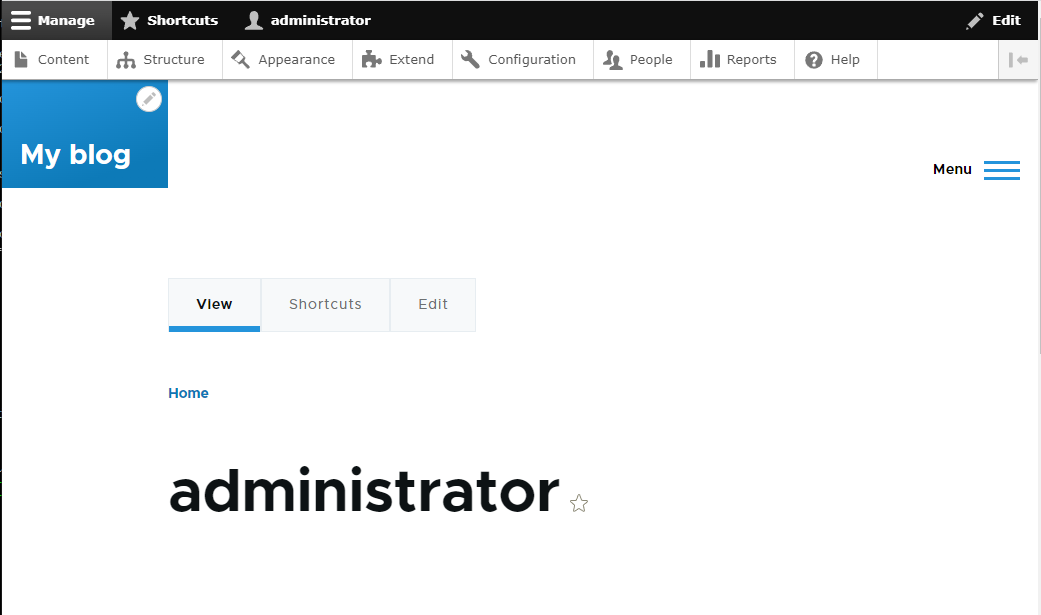 Manage Shortcuts administrator Edit
Content Structure Appearance Extend Configuration People Reports Help
My blog
Menu
View Shortcuts Edit
Home
administrator